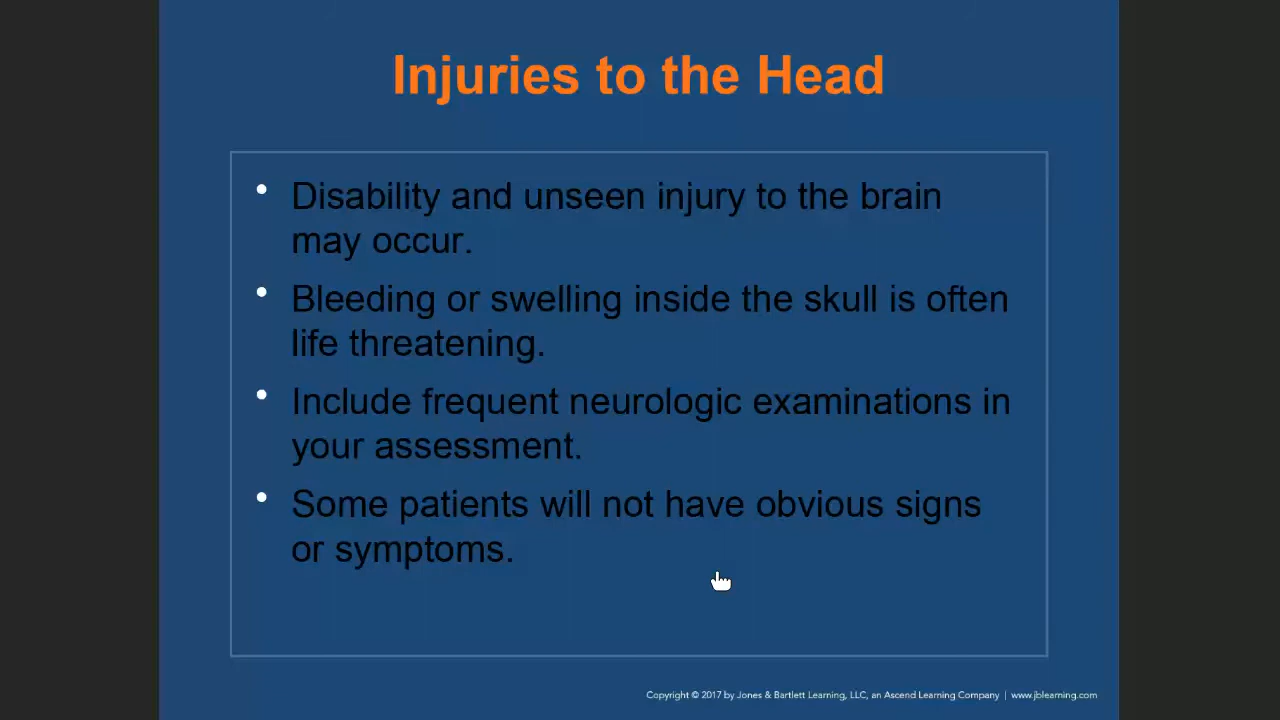 Injuries to the Head
• Disability and unseen injury to the brain
may occur.
• Bleeding or swelling inside the skull is often
life threatening.
• Include frequent neurologic examinations in
your assessment.
• Some patients will not have obvious signs
or symptoms.
Copyright © 2017 by Jones & Bartlett Learning, LLC, an Ascend Learning Company | www.jblearning.com